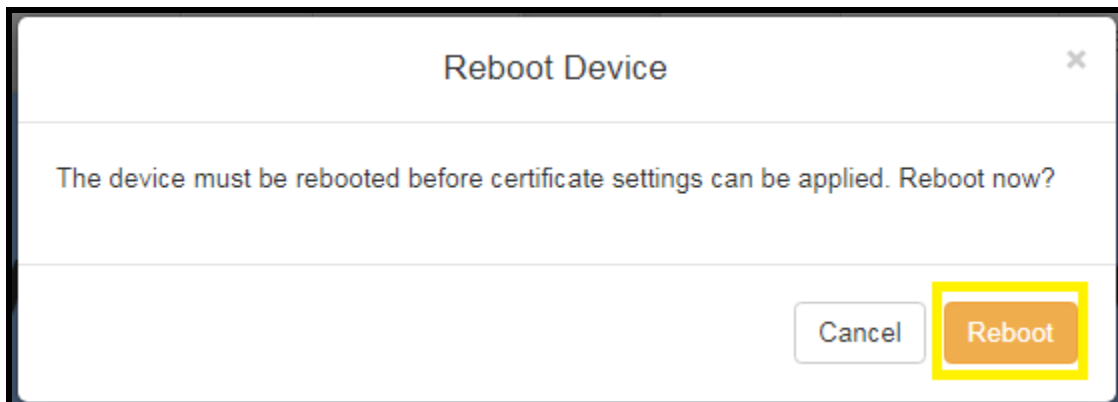 Reboot Device
×
The device must be rebooted before certificate settings can be applied. Reboot now?
Cancel
Reboot